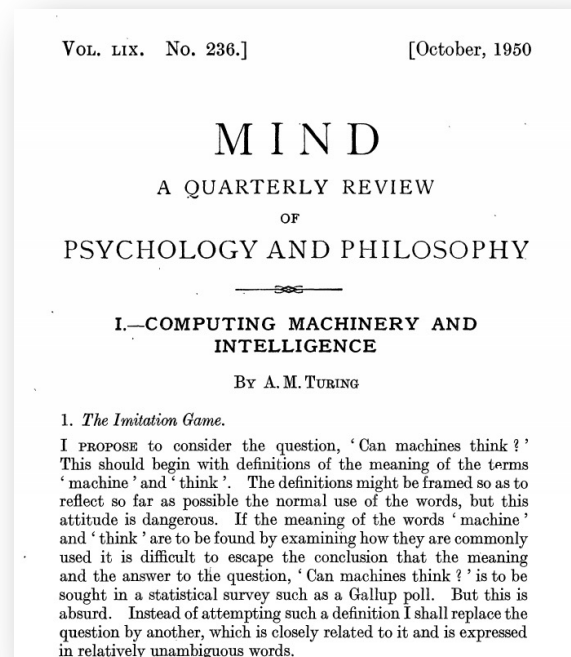 VOL. LIX. No. 236.] [October, 1950
MIND
A QUARTERLY REVIEW
OF
PSYCHOLOGY AND PHILOSOPHY
I.—COMPUTING MACHINERY AND
INTELLIGENCE
BY A. M. TURING
1. The Imitation Game.
I PROPOSE to consider the question, ‘ Can machines think ? ’
This should begin with definitions of the meaning of the terms
‘ machine ’ and ‘ think ’. The definitions might be framed so as to
reflect so far as possible the normal use of the words, but this
attitude is dangerous. If the meaning of the words ‘ machine ’
and ‘ think ’ are to be found by examining how they are commonly
used it is difficult to escape the conclusion that the meaning
and the answer to the question, ‘ Can machines think ? ’ is to be
sought in a statistical survey such as a Gallup poll. But this is
absurd. Instead of attempting such a definition I shall replace the
question by another, which is closely related to it and is expressed
in relatively unambiguous words.